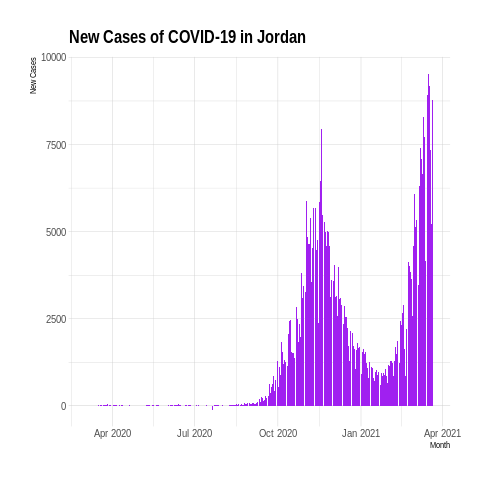 New Cases of COVID-19 in Jordan
New Cases
10000
7500
5000
2500
0
Apr 2020 Jul 2020 Oct 2020 Jan 2021 Apr 2021
Month